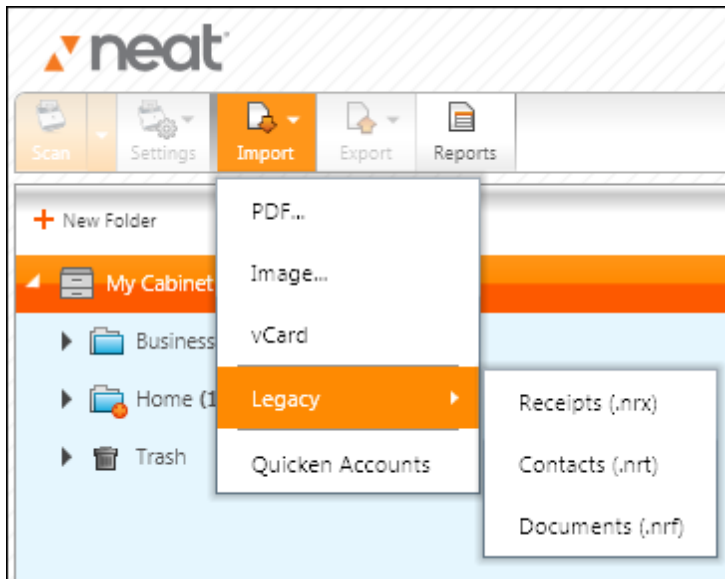 neat
Scan
Settings
Import
Export
Reports
New Folder
My Cabinet
Business
Home (1
Trash
PDF...
Image...
vCard
Legacy
Quicken Accounts
Receipts (.nrx)
Contacts (.nrt)
Documents (.nrf)